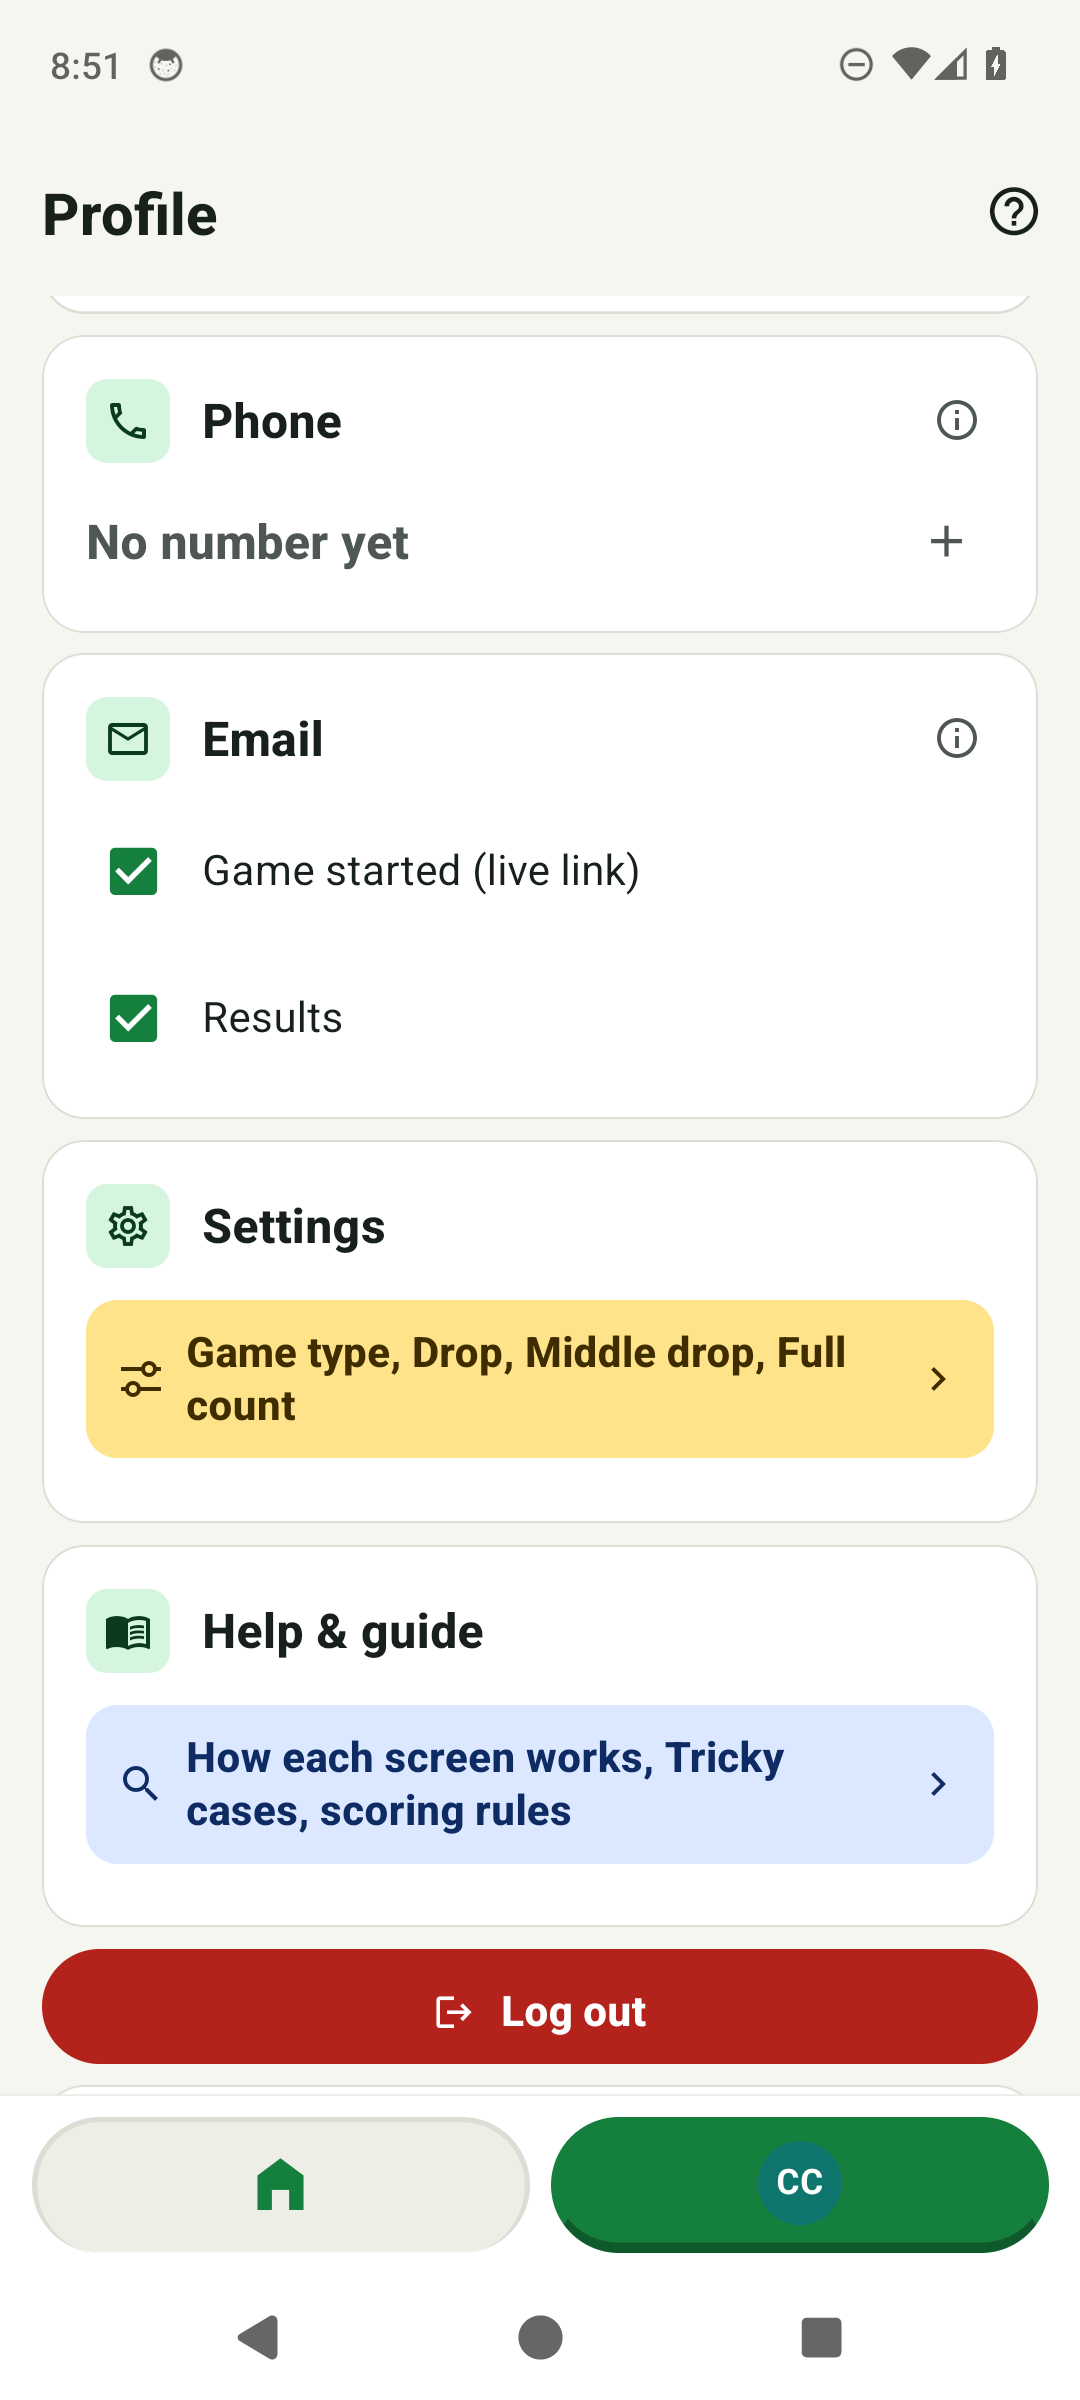 8:51
Profile
Phone
No number yet
Email
Game started (live link)
Results
Settings
Game type, Drop, Middle drop, Full
count
Help & guide
How each screen works, Tricky
cases, scoring rules
Log out
CC